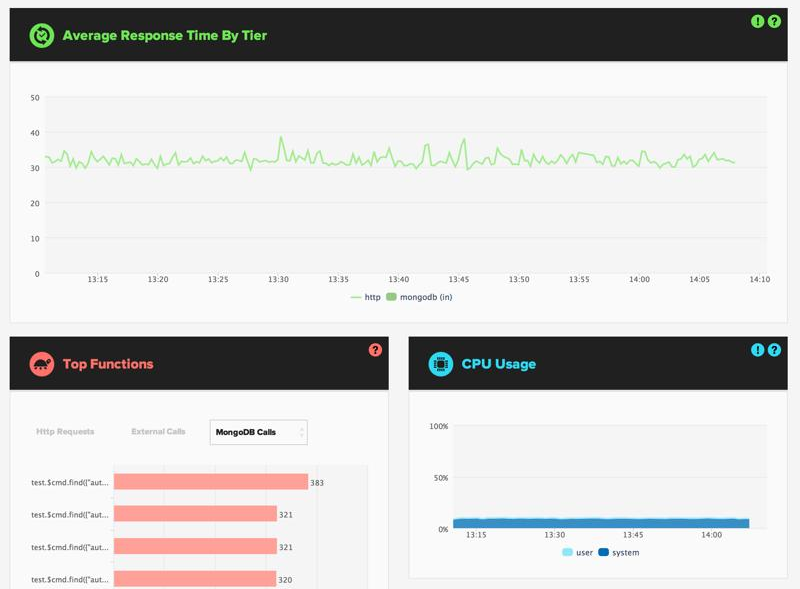 Average Response Time By Tier
! ?
50
40
30
20
10
0
13:15 13:20 13:25 13:30 13:35 13:40 13:45 13:50 13:55 14:00 14:05 14:10
http mongodb (in)
Top Functions
?
Http Requests External Calls MongoDB Calls
test.$cmd.find({"aut... 383
test.$cmd.find({"aut... 321
test.$cmd.find({"aut... 321
test.$cmd.find({"aut... 320
CPU Usage
! ?
100%
50%
0%
13:15 13:30 13:45 14:00
user system